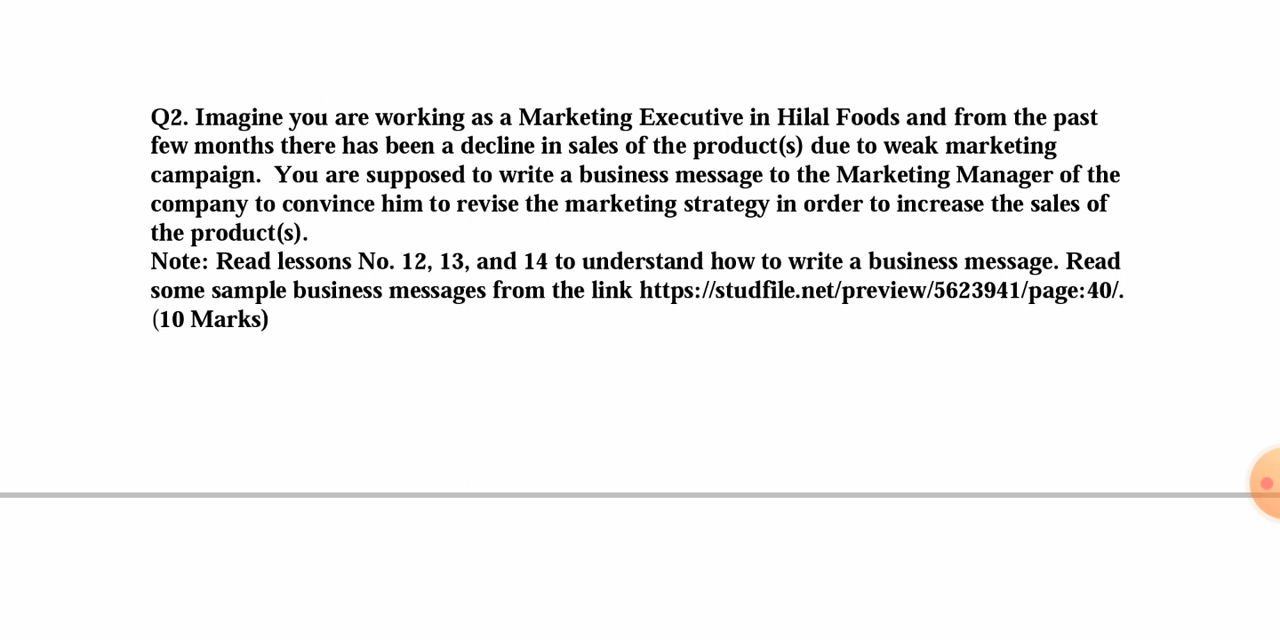 Q2. Imagine you are working as a Marketing Executive in Hilal Foods and from the past
few months there has been a decline in sales of the product(s) due to weak marketing
campaign.  You are supposed to write a business message to the Marketing Manager of the
company to convince him to revise the marketing strategy in order to increase the sales of
the product(s).
Note: Read lessons No. 12, 13, and 14 to understand how to write a business message. Read
some sample business messages from the link https://studfile.net/preview/5623941/page:40/.
(10 Marks)